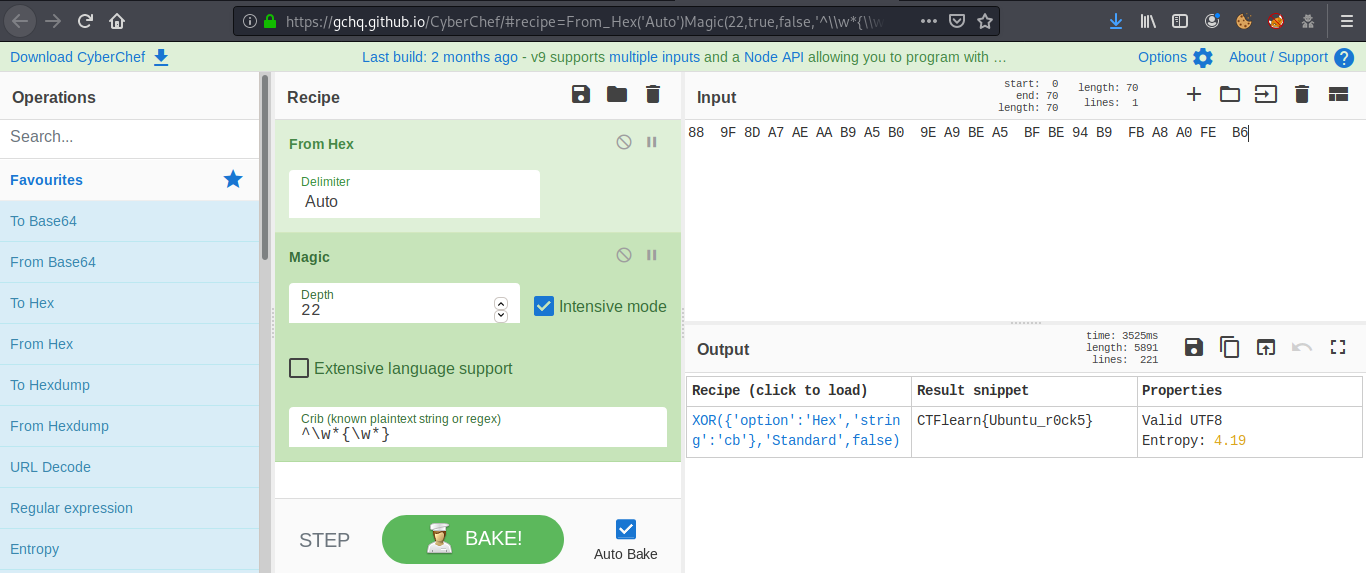 https://gchq.github.io/CyberChef/#recipe=From_Hex('Auto')Magic(22,true,false,'^\\w*{\\w
Download CyberChef
Last build: 2 months ago - v9 supports multiple inputs and a Node API allowing you to program with …
Options
About / Support
Operations
Search...
Favourites
To Base64
From Base64
To Hex
From Hex
To Hexdump
From Hexdump
URL Decode
Regular expression
Entropy
Recipe
From Hex
Delimiter
Auto
Magic
Depth
22
Intensive mode
Extensive language support
Crib (known plaintext string or regex)
^\w*{\w*}
STEP
BAKE!
Auto Bake
Input
start: 0
end: 70
length: 70
length: 70
lines: 1
88  9F 8D A7 AE AA B9 A5 B0  9E A9 BE A5  BF BE 94 B9  FB A8 A0 FE  B6
Output
time: 3525ms
length: 5891
lines: 221
Recipe (click to load) Result snippet Properties
XOR({'option':'Hex','strin CTFlearn{Ubuntu_r0ck5} Valid UTF8
g':'cb'},'Standard',false) Entropy: 4.19